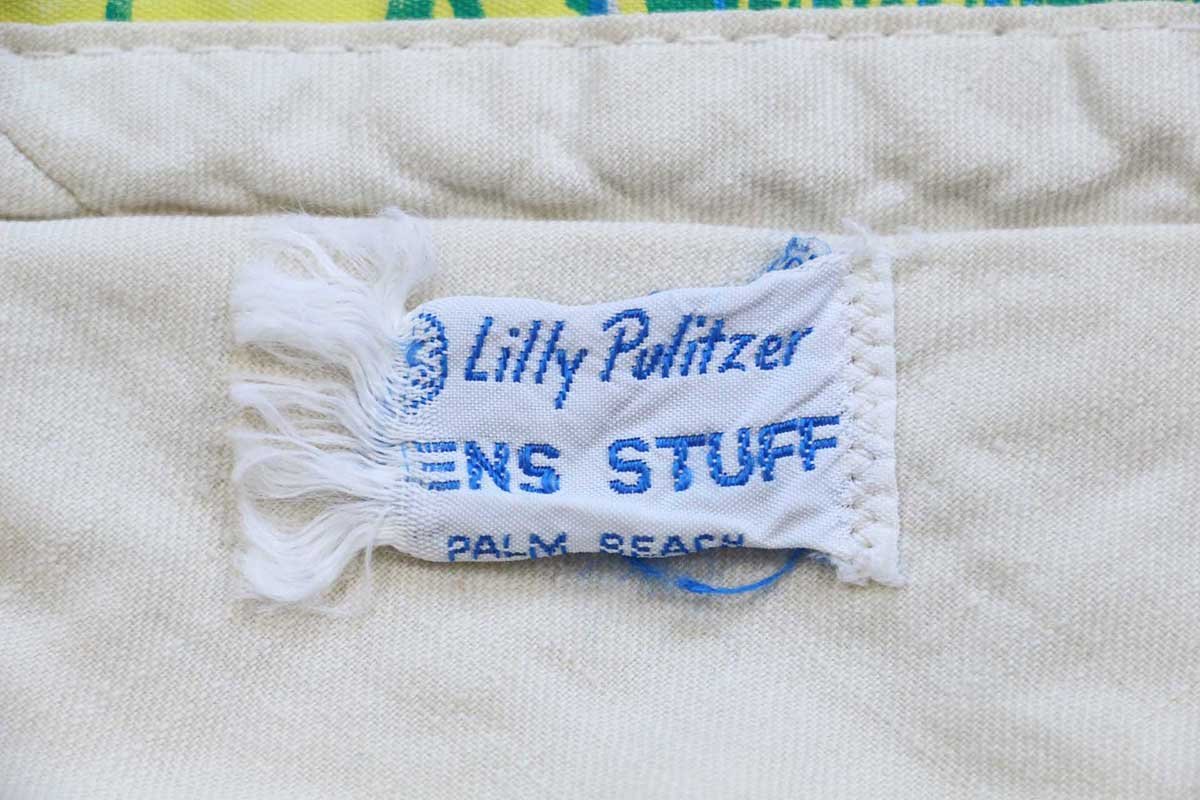 Lilly Pulitzer
ENS STUFF
PALM BEACH